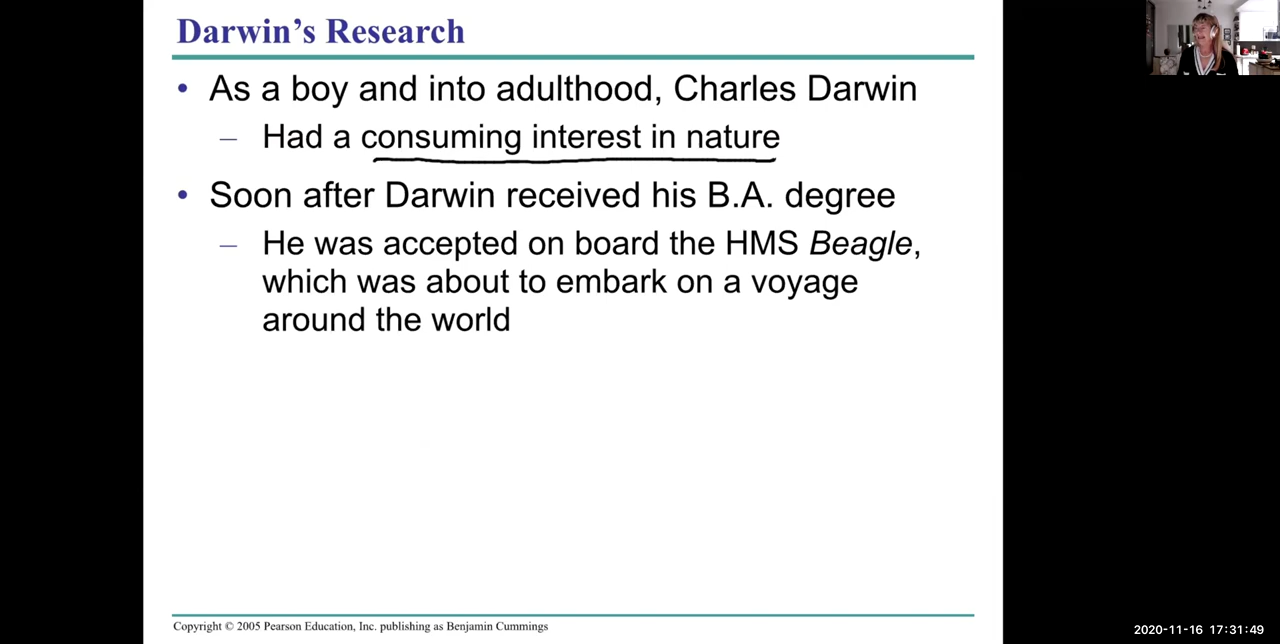 Darwin's Research
• As a boy and into adulthood, Charles Darwin
– Had a consuming interest in nature
• Soon after Darwin received his B.A. degree
– He was accepted on board the HMS Beagle,
which was about to embark on a voyage
around the world
Copyright © 2005 Pearson Education, Inc. publishing as Benjamin Cummings
2020-11-16 17:31:49